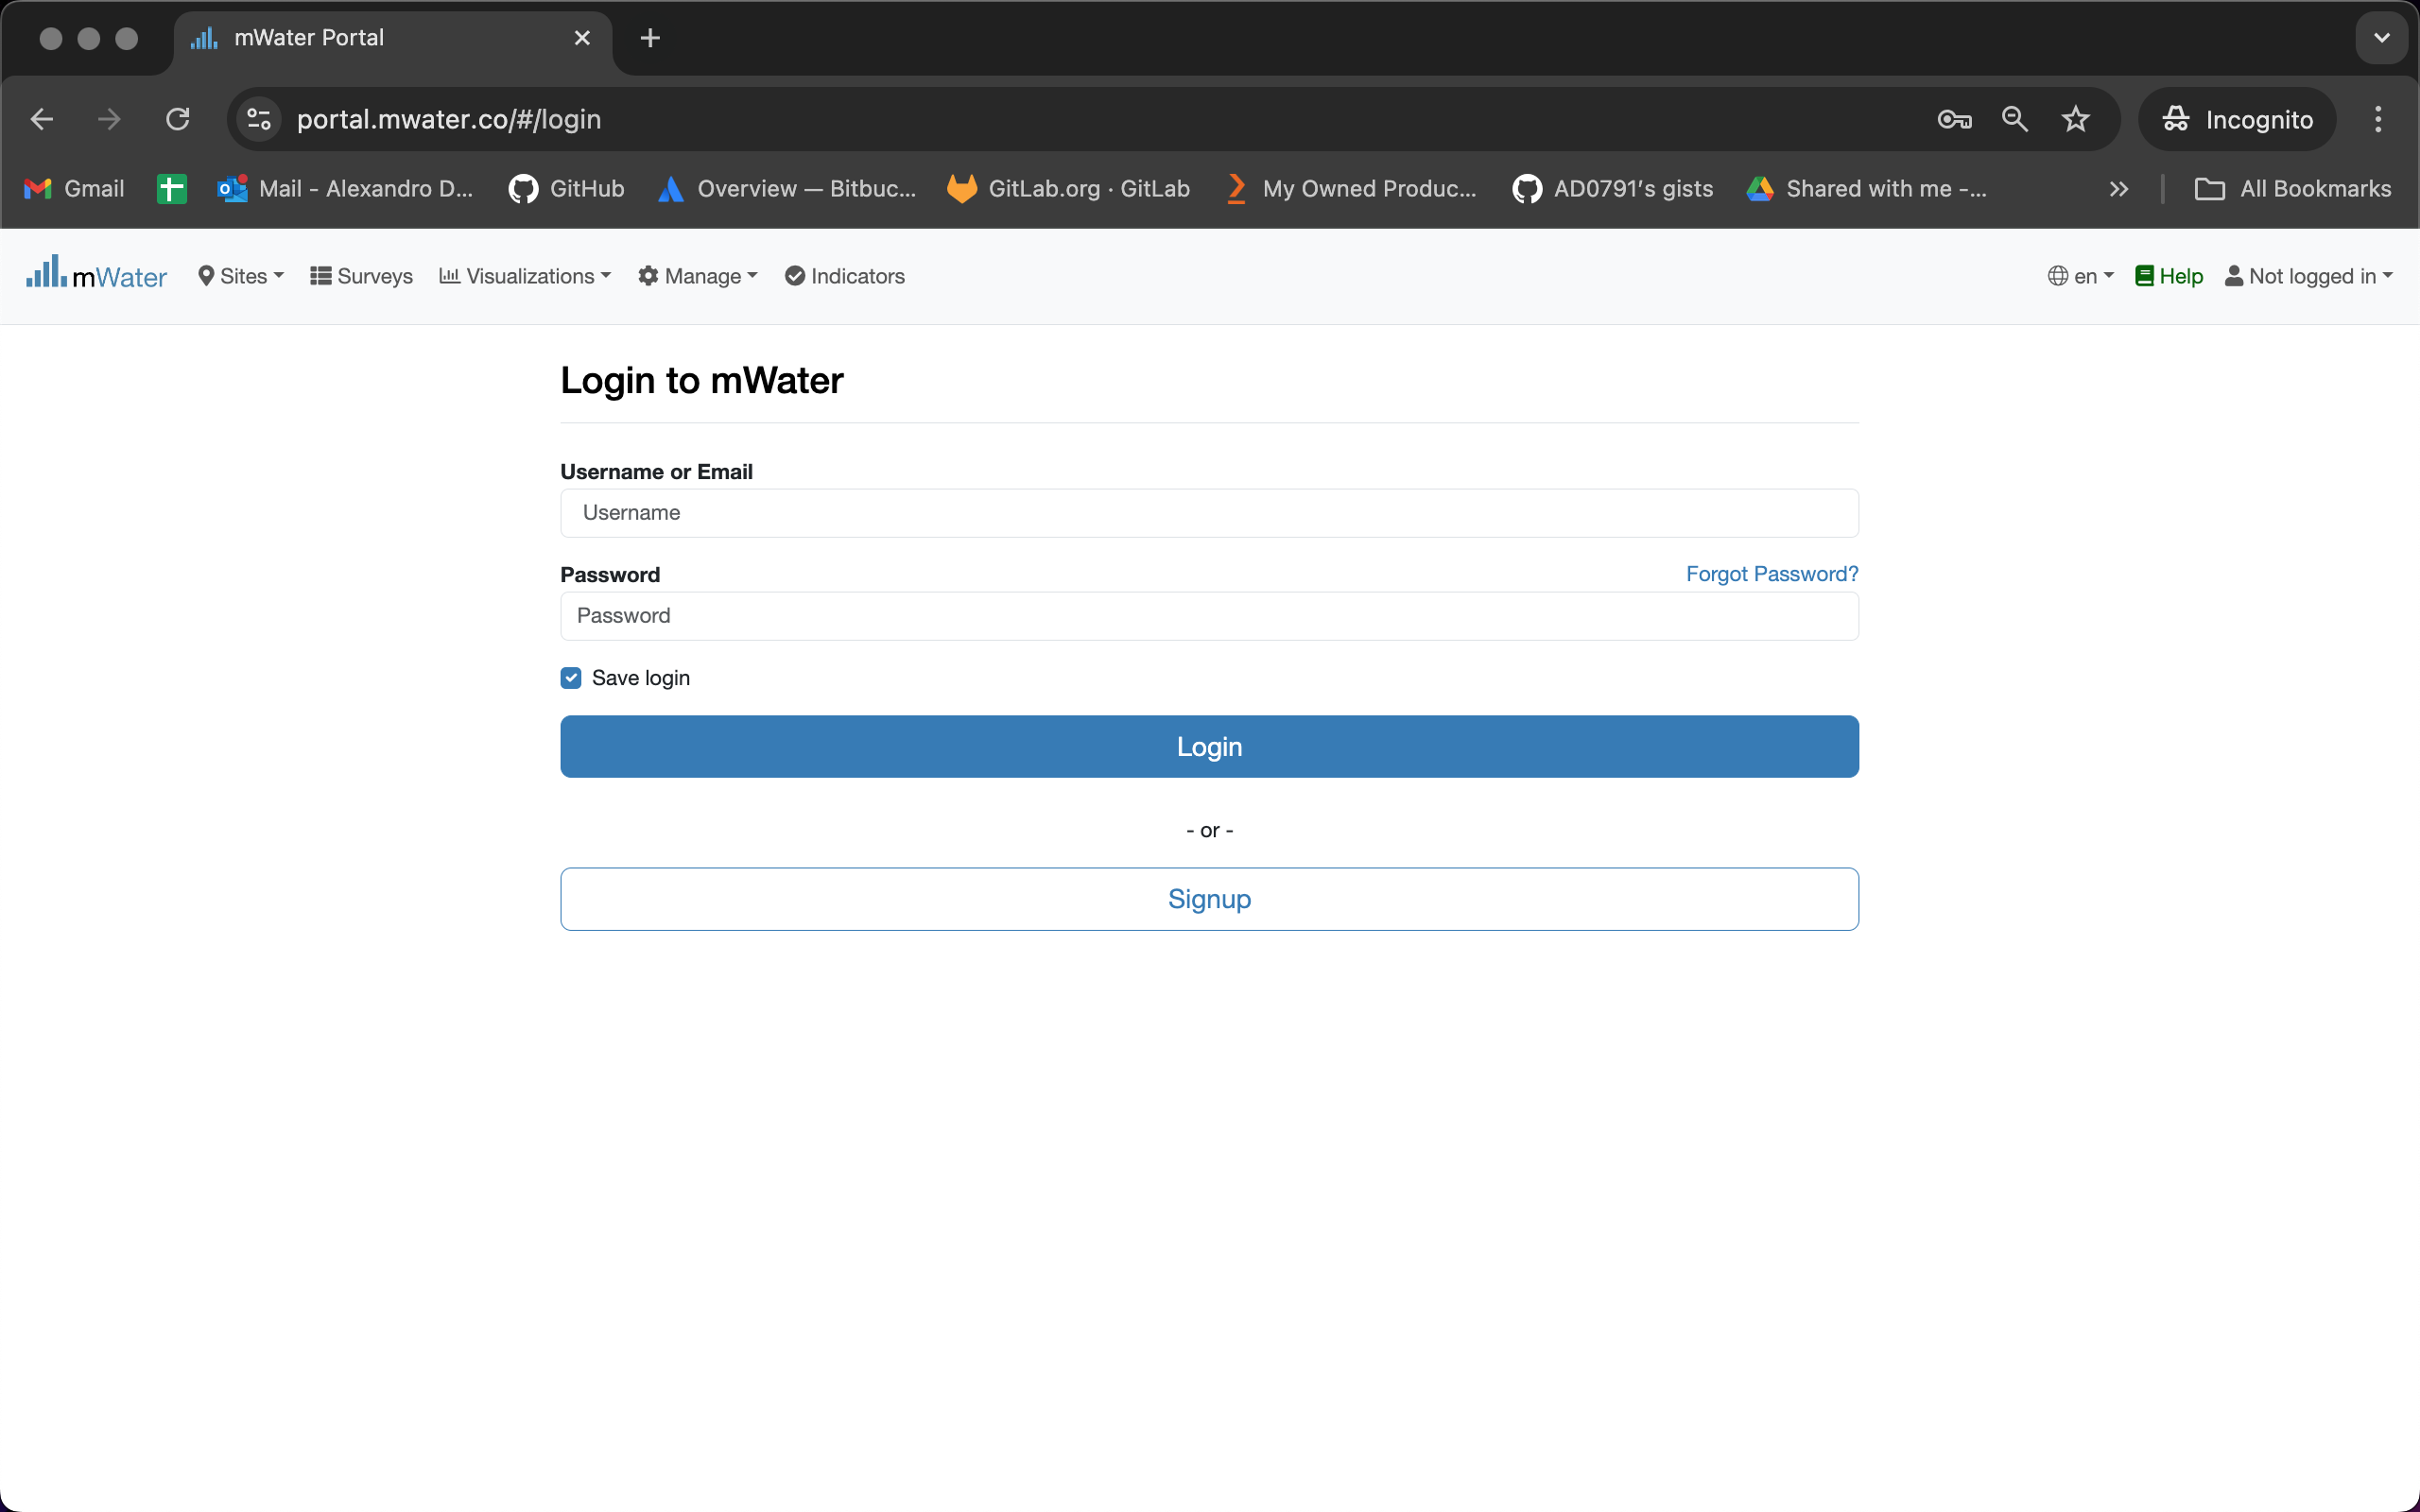 mWater Portal
portal.mwater.co/#/login
Incognito
Gmail
Mail - Alexandro D...
GitHub
Overview — Bitbuc...
GitLab.org · GitLab
My Owned Produc...
AD0791's gists
Shared with me -...
All Bookmarks
mWater
Sites
Surveys
Visualizations
Manage
Indicators
en
Help
Not logged in
Login to mWater
Username or Email
Username
Password
Forgot Password?
Password
Save login
Login
- or -
Signup